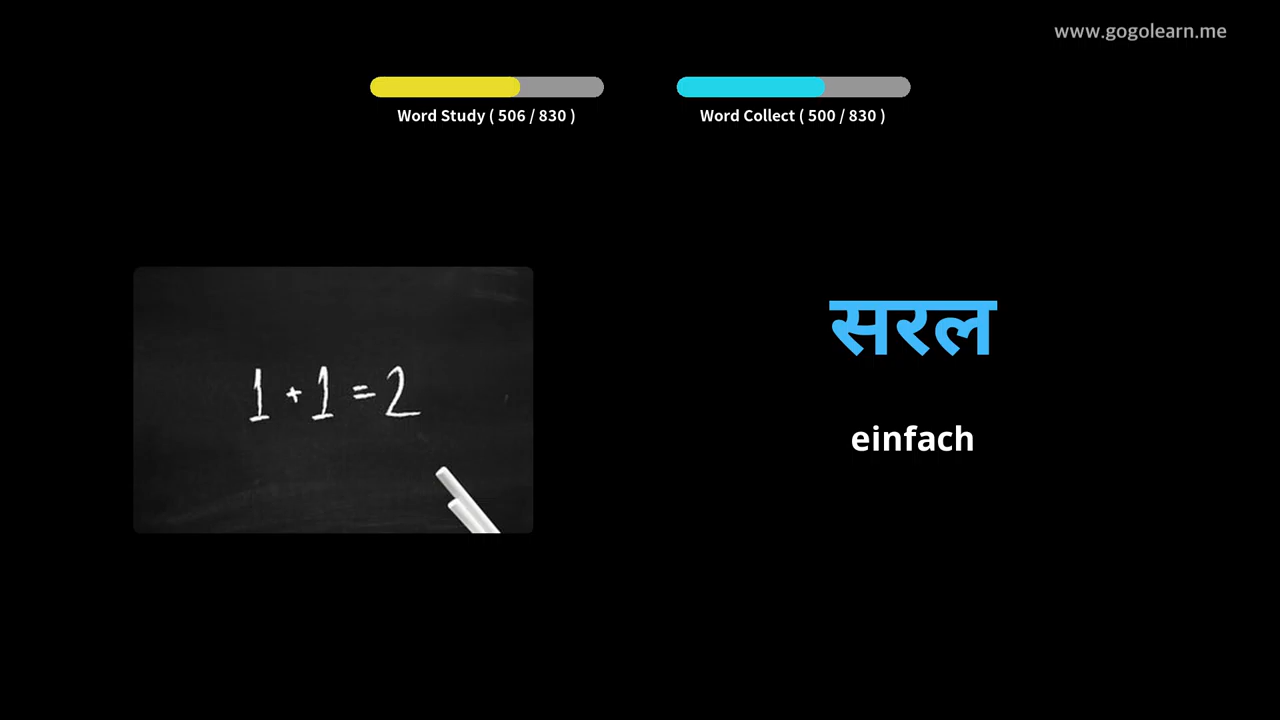 www.gogolearn.me
Word Study ( 506 / 830 )
Word Collect ( 500 / 830 )
1 + 1 = 2
सरल
einfach